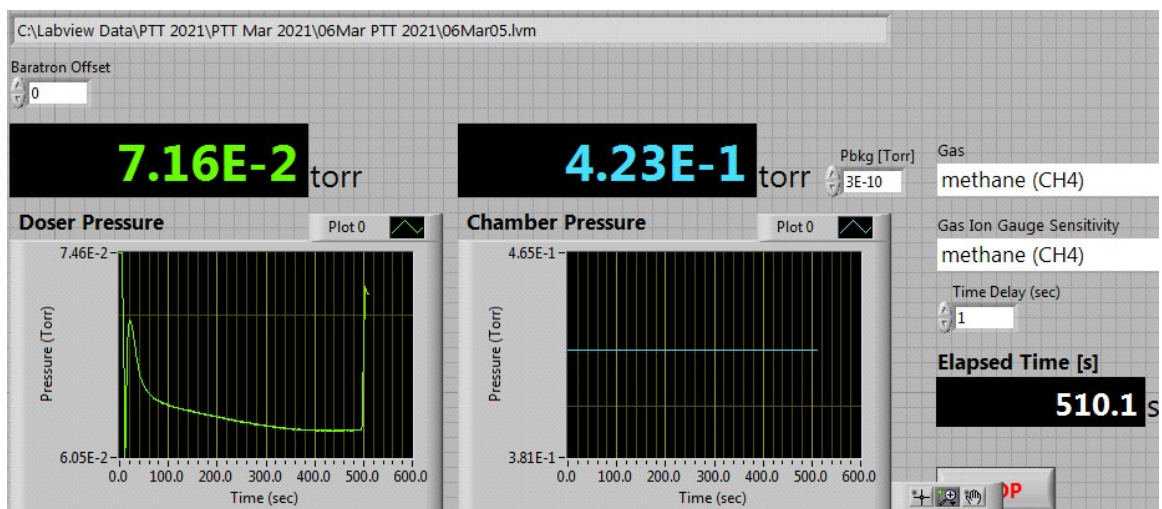 C:\Labview Data\PTT 2021\PTT Mar 2021\06Mar PTT 2021\06Mar05.lvm
Baratron Offset
0
7.16E-2 torr
4.23E-1 torr
Pbkg [Torr]
3E-10
Gas
methane (CH4)
Gas Ion Gauge Sensitivity
methane (CH4)
Time Delay (sec)
1
Elapsed Time [s]
510.1 s
Doser Pressure
Plot 0
7.46E-2
Pressure (Torr)
6.05E-2
0.0 100.0 200.0 300.0 400.0 500.0 600.0
Time (sec)
Chamber Pressure
Plot 0
4.65E-1
Pressure (Torr)
3.81E-1
0.0 100.0 200.0 300.0 400.0 500.0 600.0
Time (sec)
OP